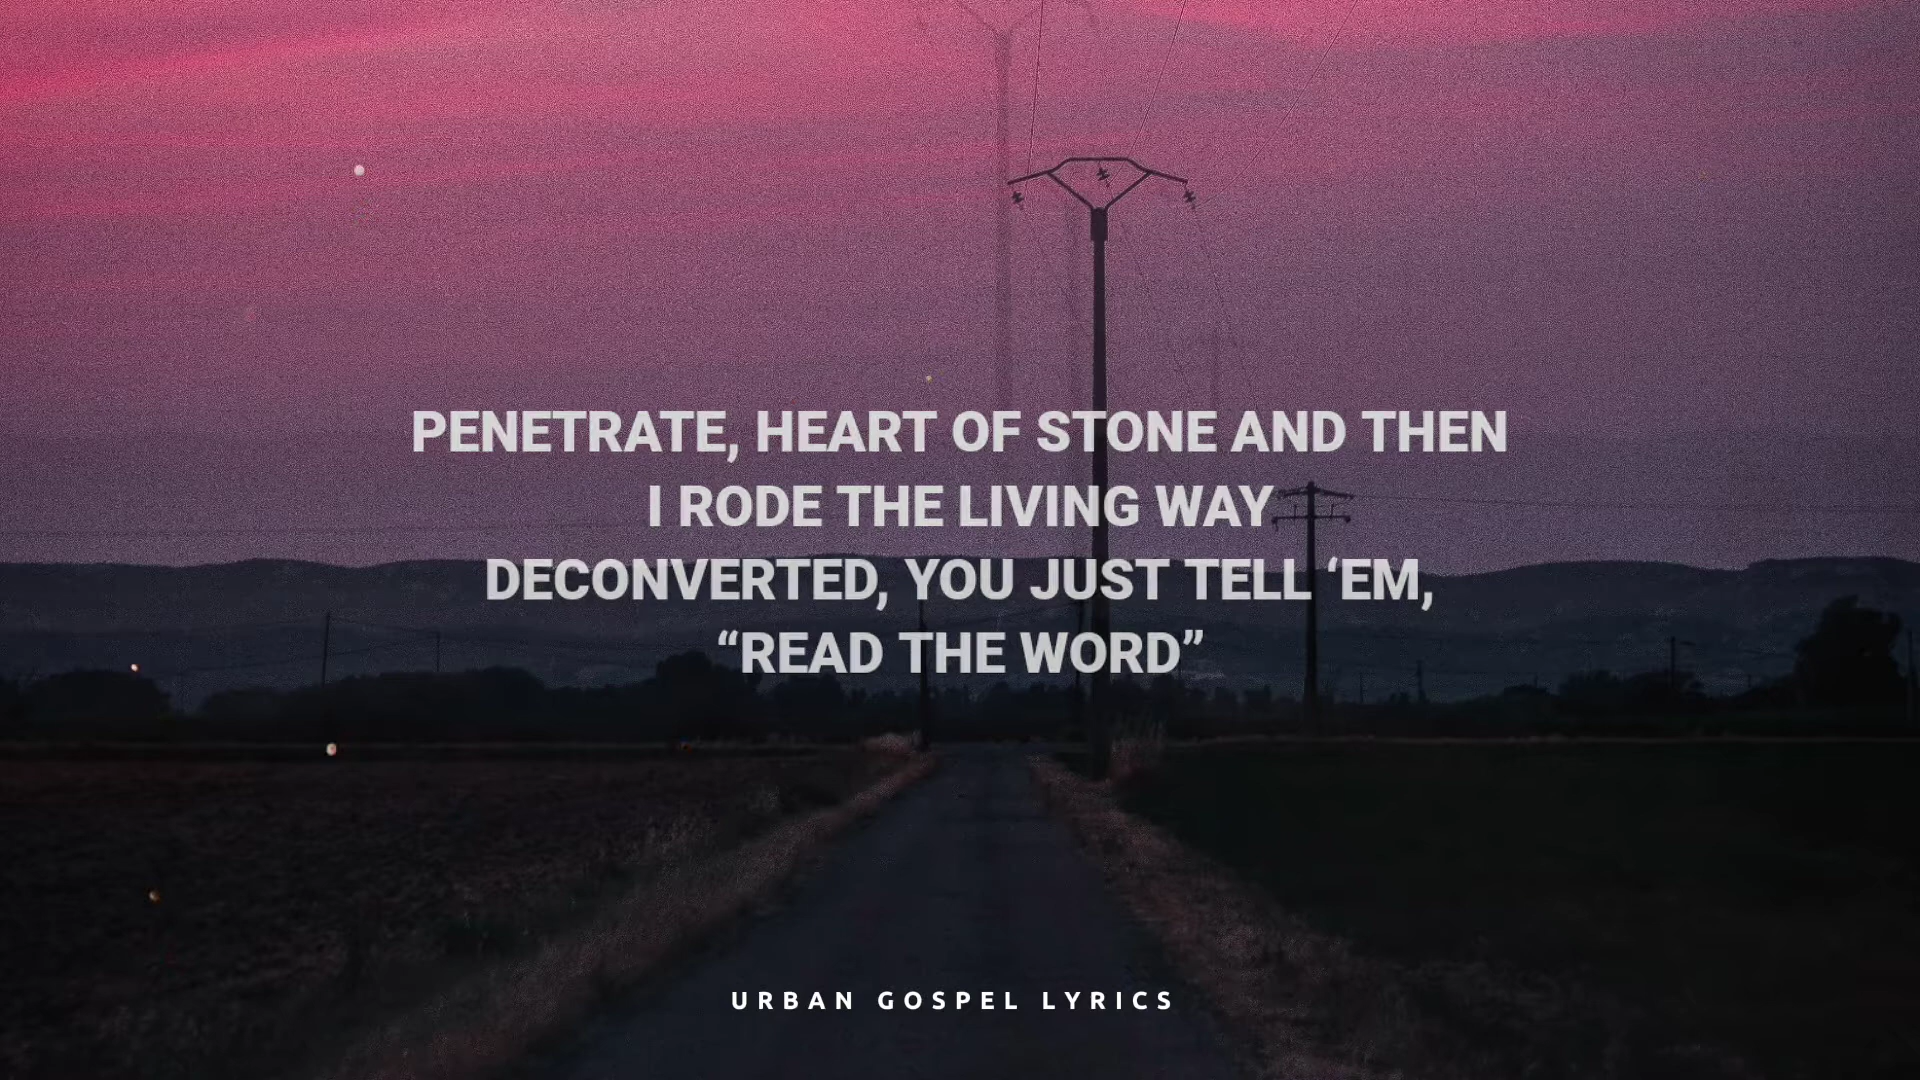 PENETRATE, HEART OF STONE AND THEN
I RODE THE LIVING WAY
DECONVERTED, YOU JUST TELL ‘EM,
“READ THE WORD”
URBAN GOSPEL LYRICS